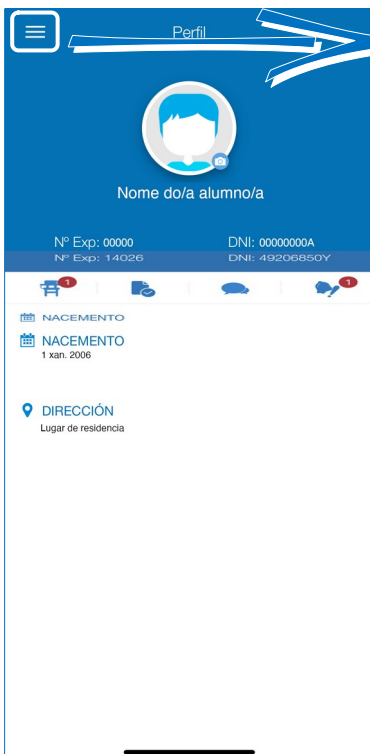 Perfil
Nome do/a alumno/a
Nº Exp: 00000 DNI: 00000000A
Nº Exp: 14026 DNI: 49206850Y
1 1
NACEMENTO
NACEMENTO
1 xan. 2006
DIRECCIÓN
Lugar de residencia